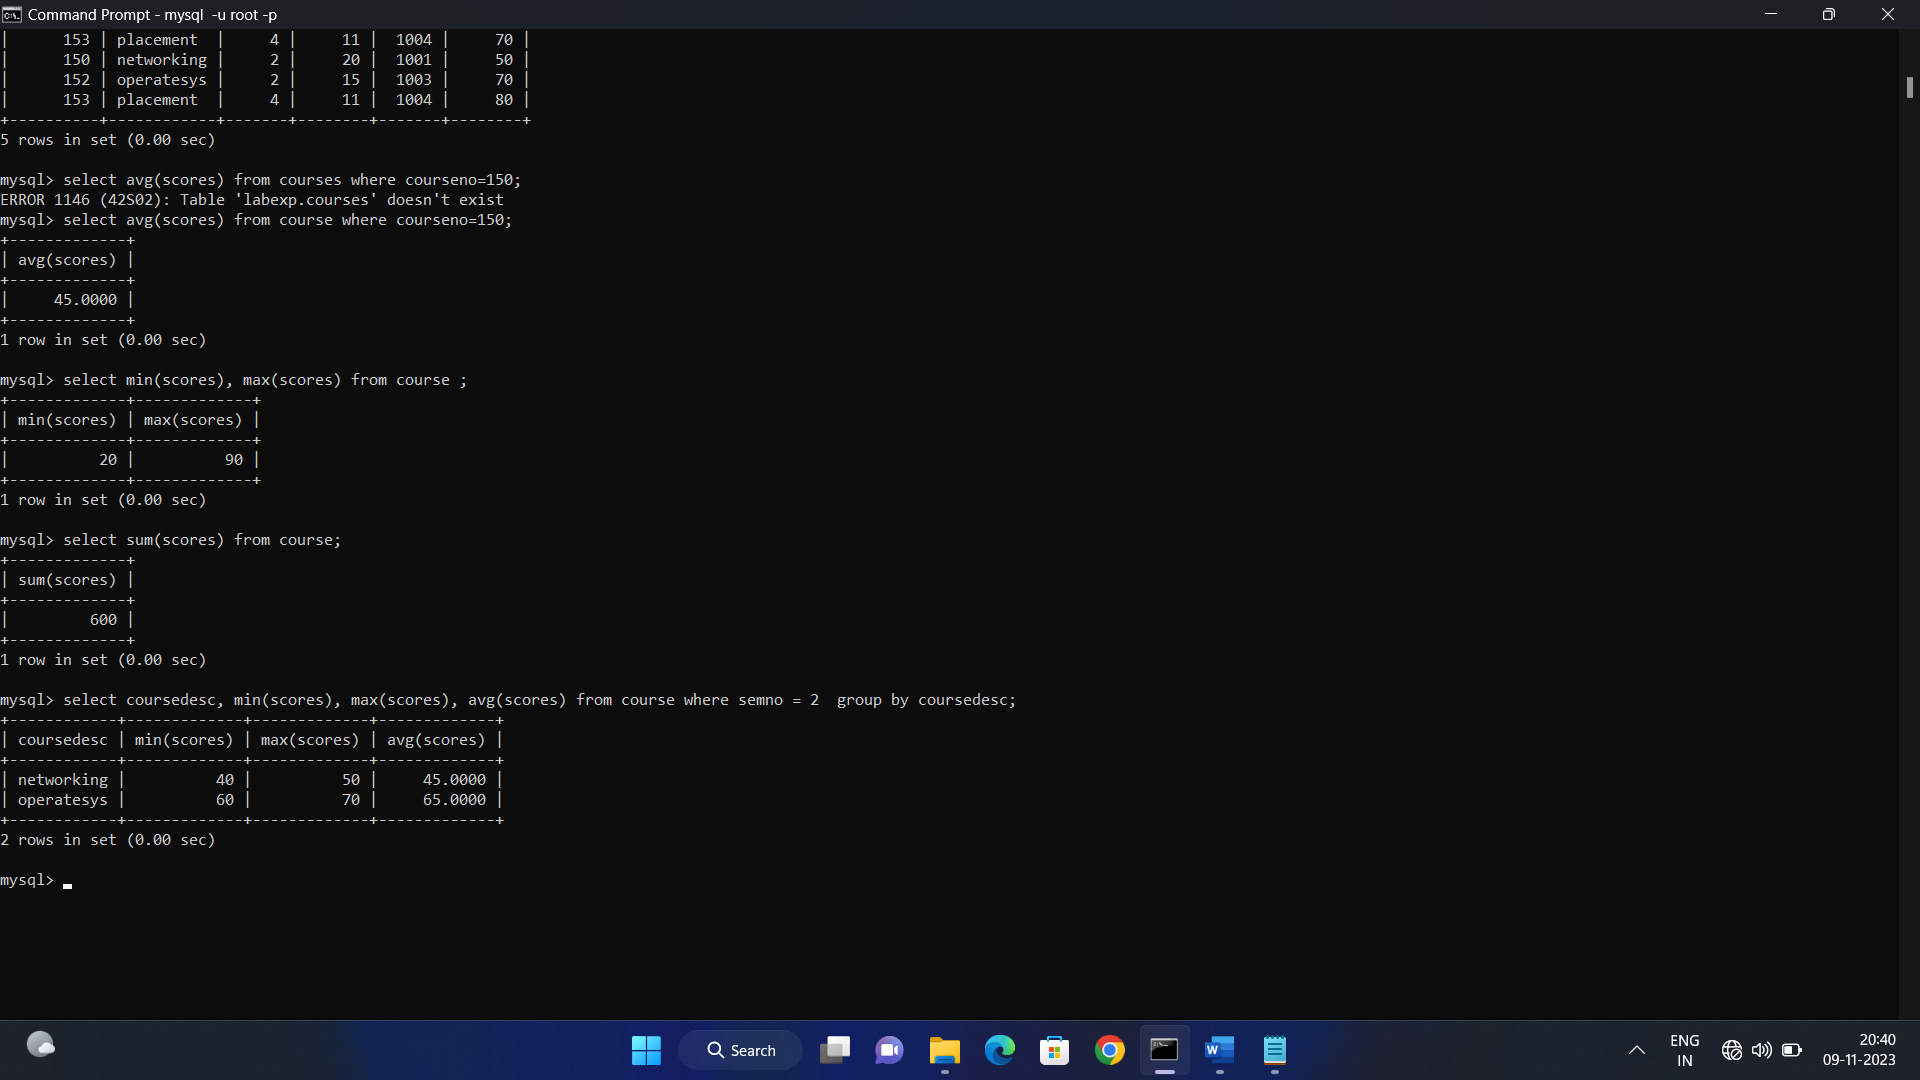 Command Prompt - mysql  -u root -p
|       153 | placement  |     4 |     11 |  1004 |     70 |
|       150 | networking |     2 |     20 |  1001 |     50 |
|       152 | operatesys |     2 |     15 |  1003 |     70 |
|       153 | placement  |     4 |     11 |  1004 |     80 |
+----------+------------+-------+--------+-------+--------+
5 rows in set (0.00 sec)
mysql> select avg(scores) from courses where courseno=150;
ERROR 1146 (42S02): Table 'labexp.courses' doesn't exist
mysql> select avg(scores) from course where courseno=150;
+-------------+
| avg(scores) |
+-------------+
|     45.0000 |
+-------------+
1 row in set (0.00 sec)
mysql> select min(scores), max(scores) from course ;
+-------------+-------------+
| min(scores) | max(scores) |
+-------------+-------------+
|          20 |          90 |
+-------------+-------------+
1 row in set (0.00 sec)
mysql> select sum(scores) from course;
+-------------+
| sum(scores) |
+-------------+
|         600 |
+-------------+
1 row in set (0.00 sec)
mysql> select coursedesc, min(scores), max(scores), avg(scores) from course where semno = 2  group by coursedesc;
+------------+-------------+-------------+-------------+
| coursedesc | min(scores) | max(scores) | avg(scores) |
+------------+-------------+-------------+-------------+
| networking |          40 |          50 |     45.0000 |
| operatesys |          60 |          70 |     65.0000 |
+------------+-------------+-------------+-------------+
2 rows in set (0.00 sec)
mysql>
Search
ENG
IN
20:40
09-11-2023